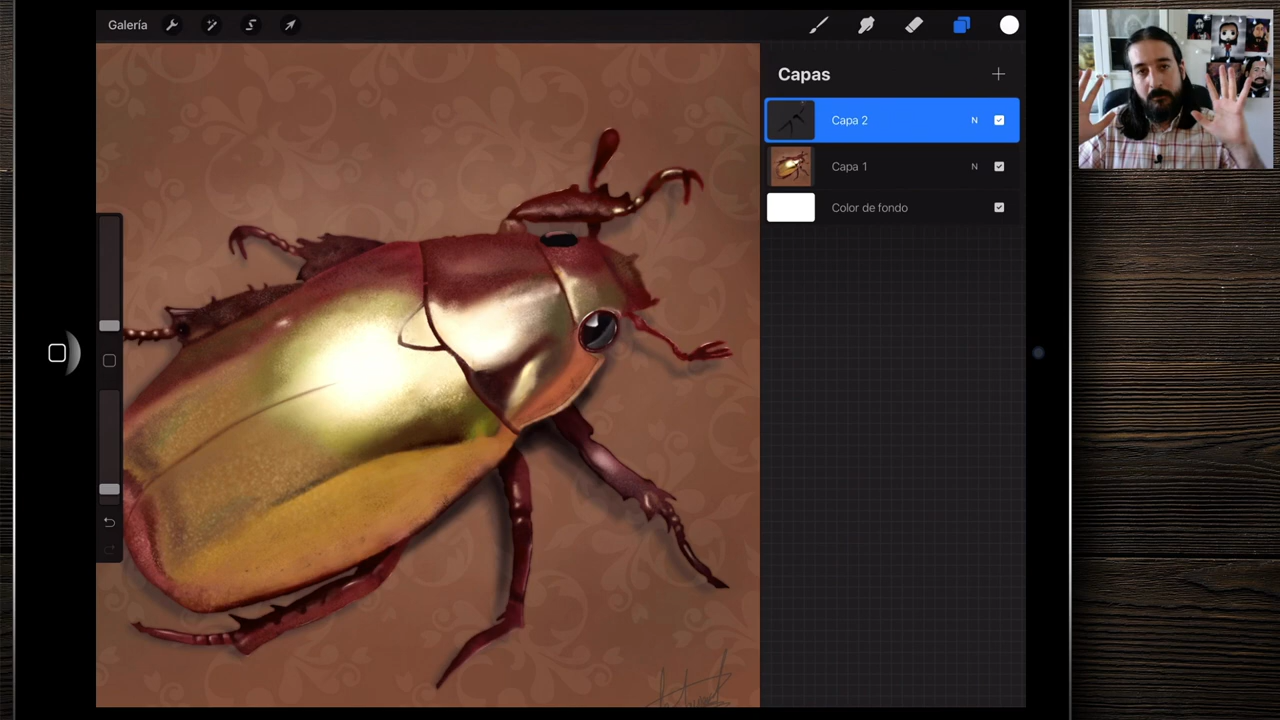 Galería
Capas
Capa 2 N
Capa 1 N
Color de fondo